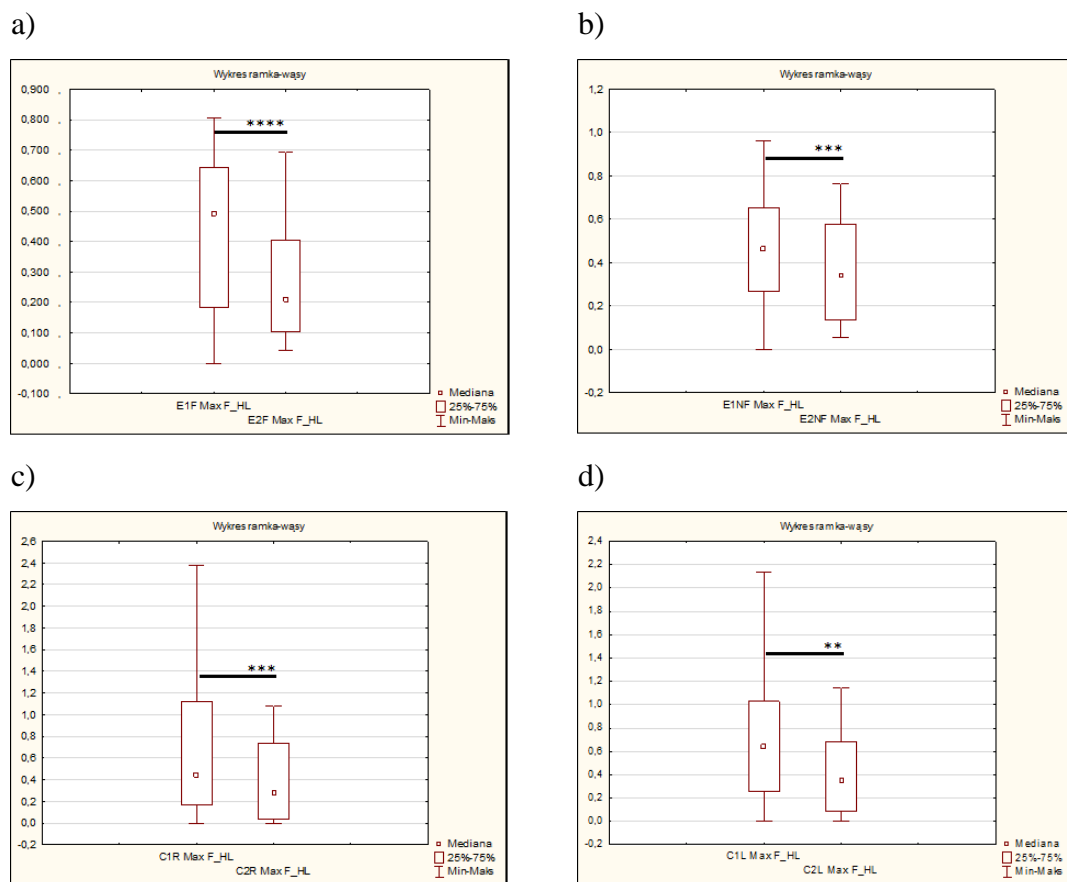 a)
Wykres ramka-wąsy
0,900
0,800
0,700
0,600
0,500
0,400
0,300
0,200
0,100
0,000
-0,100
****
E1F Max F_HL
E2F Max F_HL
Mediana
25%-75%
Min-Maks
b)
Wykres ramka-wąsy
1,2
1,0
0,8
0,6
0,4
0,2
0,0
-0,2
***
E1NF Max F_HL
E2NF Max F_HL
Mediana
25%-75%
Min-Maks
c)
Wykres ramka-wąsy
2,6
2,4
2,2
2,0
1,8
1,6
1,4
1,2
1,0
0,8
0,6
0,4
0,2
0,0
-0,2
***
C1R Max F_HL
C2R Max F_HL
Mediana
25%-75%
Min-Maks
d)
Wykres ramka-wąsy
2,4
2,2
2,0
1,8
1,6
1,4
1,2
1,0
0,8
0,6
0,4
0,2
0,0
-0,2
**
C1L Max F_HL
C2L Max F_HL
Mediana
25%-75%
Min-Maks